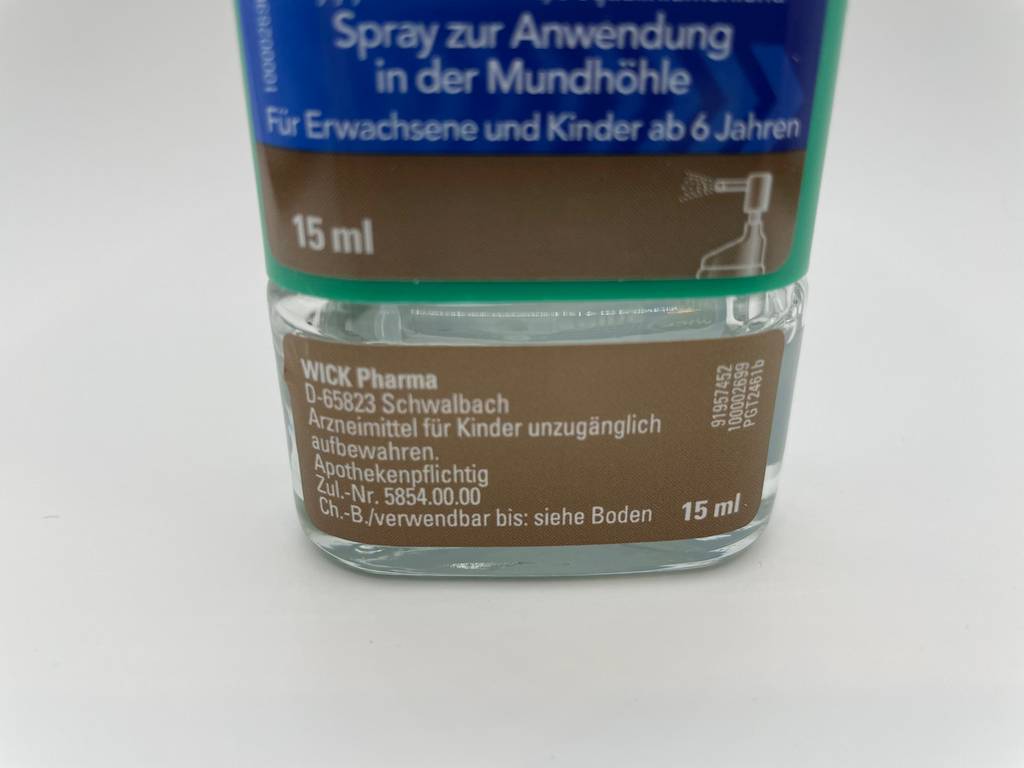 Spray zur Anwendung
in der Mundhöhle
Für Erwachsene und Kinder ab 6 Jahren
15 ml
WICK Pharma
D-65823 Schwalbach
Arzneimittel für Kinder unzugänglich
aufbewahren.
Apothekenpflichtig
Zul.-Nr. 5854.00.00
Ch.-B./verwendbar bis: siehe Boden
15 ml
91957452
100002699
PGT2461b